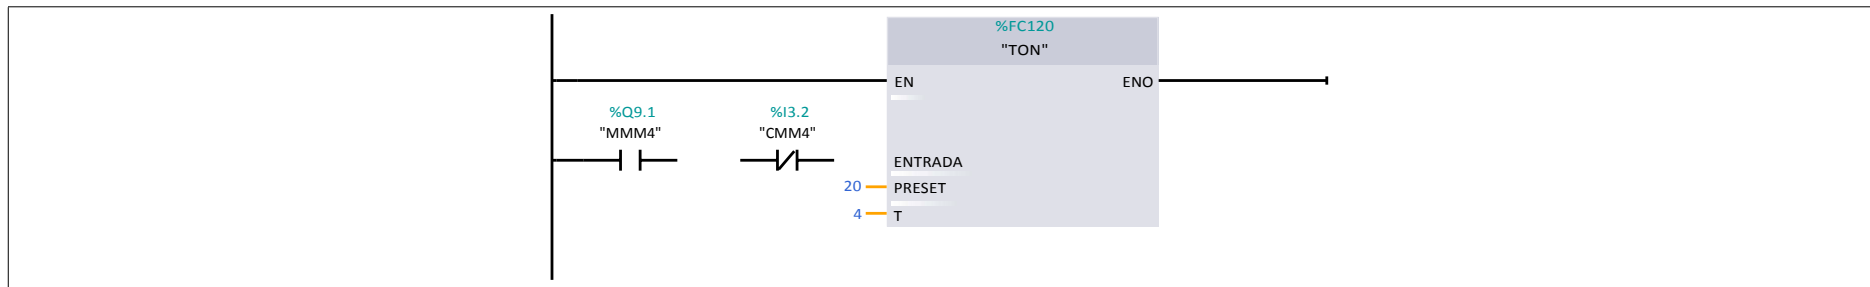 %FC120
"TON"
EN ENO
%Q9.1 %I3.2
"MMM4" "CMM4"
ENTRADA
20 PRESET
4 T